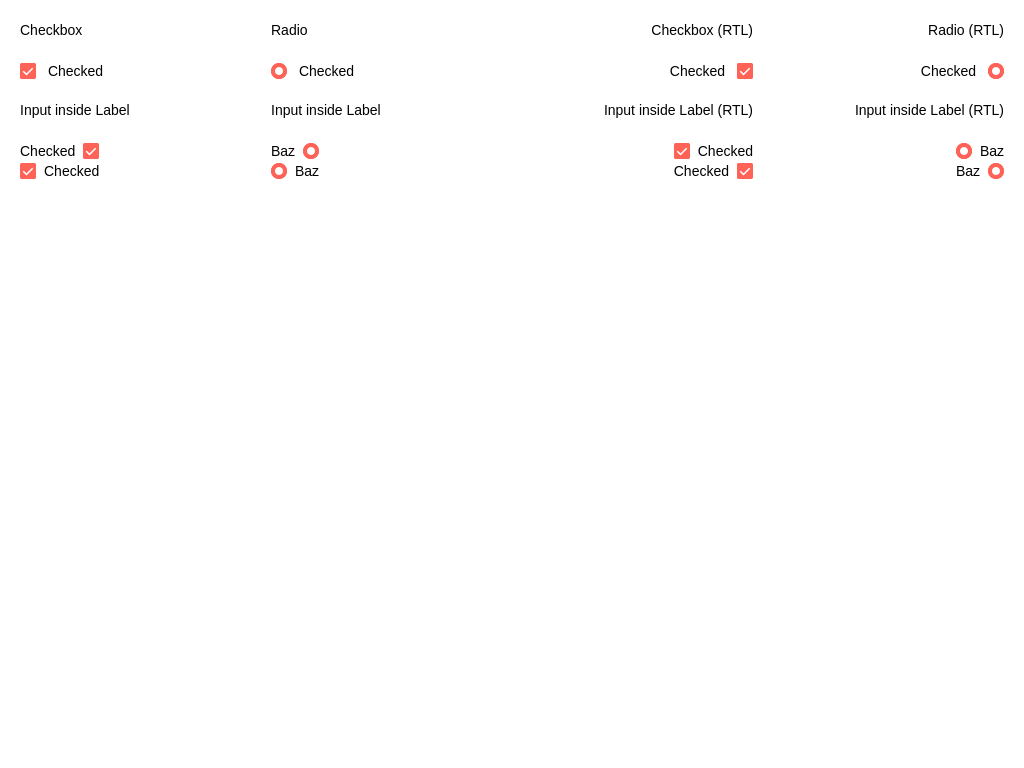 Checkbox
Checked
Input inside Label
Checked
Checked
Radio
Checked
Input inside Label
Baz
Baz
Checkbox (RTL)
Checked
Input inside Label (RTL)
Checked
Checked
Radio (RTL)
Checked
Input inside Label (RTL)
Baz
Baz